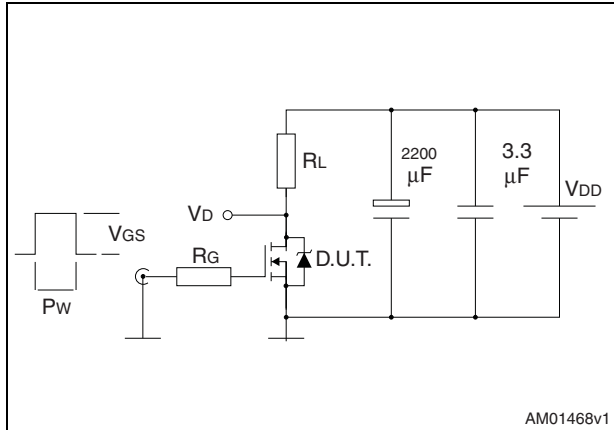 RL
2200
μF
3.3
μF
VDD
VD
VGS
RG
D.U.T.
PW
AM01468v1